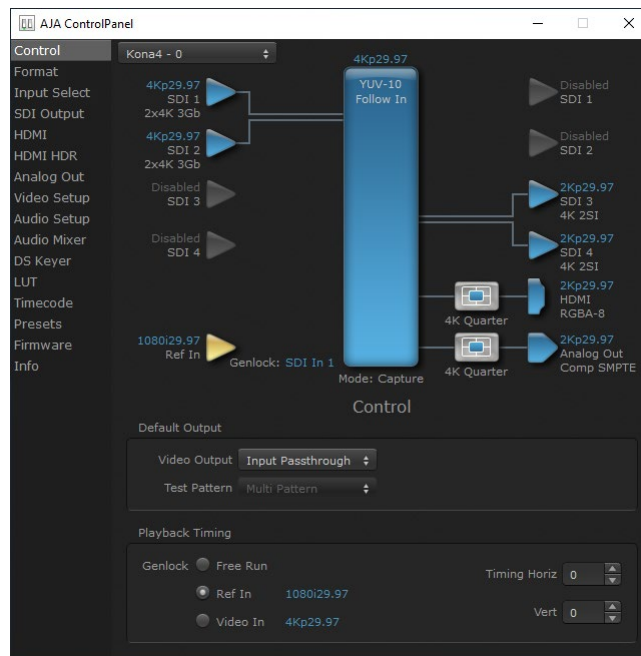 AJA ControlPanel
Control
Format
Input Select
SDI Output
HDMI
HDMI HDR
Analog Out
Video Setup
Audio Setup
Audio Mixer
DS Keyer
LUT
Timecode
Presets
Firmware
Info
Kona4 - 0
4Kp29.97
YUV-10
Follow In
4Kp29.97
SDI 1
2x4K 3Gb
4Kp29.97
SDI 2
2x4K 3Gb
Disabled
SDI 3
Disabled
SDI 4
1080i29.97
Ref In
Genlock: SDI In 1
Mode: Capture
Disabled
SDI 1
Disabled
SDI 2
2Kp29.97
SDI 3
4K 2SI
2Kp29.97
SDI 4
4K 2SI
4K Quarter
2Kp29.97
HDMI
RGBA-8
4K Quarter
2Kp29.97
Analog Out
Comp SMPTE
Control
Default Output
Video Output Input Passthrough
Test Pattern Multi Pattern
Playback Timing
Genlock Free Run
Ref In 1080i29.97
Video In 4Kp29.97
Timing Horiz 0
Vert 0